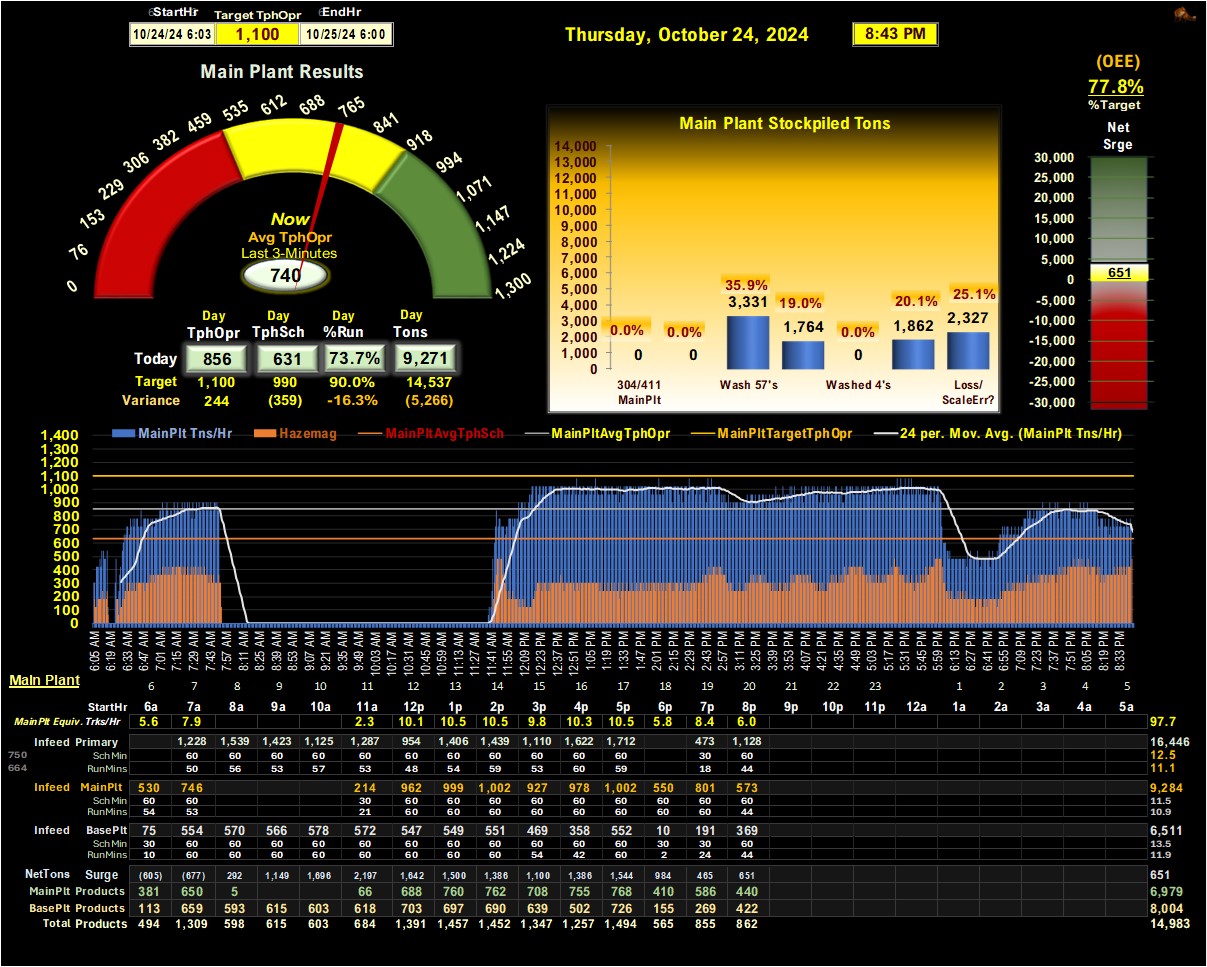 StartHr Target TphOpr EndHr
10/24/24 6:03 1,100 10/25/24 6:00
Thursday, October 24, 2024 8:43 PM
(OEE)
77.8%
%Target
Net
Srge
30,000
25,000
20,000
15,000
10,000
5,000
0
651
-5,000
-10,000
-15,000
-20,000
-25,000
-30,000
Main Plant Results
0
76
153
229
306
382
459
535
612
688
765
841
918
994
1,071
1,147
1,224
1,300
Now
Avg TphOpr
Last 3-Minutes
740
Day Day Day Day
TphOpr TphSch %Run Tons
Today 856 631 73.7% 9,271
Target 1,100 990 90.0% 14,537
Variance 244 (359) -16.3% (5,266)
Main Plant Stockpiled Tons
14,000
13,000
12,000
11,000
10,000
9,000
8,000
7,000
6,000
5,000
4,000
3,000
2,000
1,000
0
0.0% 0.0% 35.9% 19.0% 0.0% 20.1% 25.1%
0 0 3,331 1,764 0 1,862 2,327
304/411 Wash 57's Washed 4's Loss/
MainPlt ScaleErr?
MainPlt Tns/Hr Hazemag MainPltAvgTphSch MainPltAvgTphOpr MainPltTargetTphOpr 24 per. Mov. Avg. (MainPlt Tns/Hr)
1,400
1,300
1,200
1,100
1,000
900
800
700
600
500
400
300
200
100
0
6:05 AM 6:19 AM 6:33 AM 6:47 AM 7:01 AM 7:15 AM 7:29 AM 7:43 AM 7:57 AM 8:11 AM 8:25 AM 8:39 AM 8:53 AM 9:07 AM 9:21 AM 9:35 AM 9:49 AM 10:03 AM 10:17 AM 10:31 AM 10:45 AM 10:59 AM 11:13 AM 11:27 AM 11:41 AM 11:55 AM 12:09 PM 12:23 PM 12:37 PM 12:51 PM 1:05 PM 1:19 PM 1:33 PM 1:47 PM 2:01 PM 2:15 PM 2:29 PM 2:43 PM 2:57 PM 3:11 PM 3:25 PM 3:39 PM 3:53 PM 4:07 PM 4:21 PM 4:35 PM 4:49 PM 5:03 PM 5:17 PM 5:31 PM 5:45 PM 5:59 PM 6:13 PM 6:27 PM 6:41 PM 6:55 PM 7:09 PM 7:23 PM 7:37 PM 7:51 PM 8:05 PM 8:19 PM 8:33 PM
Main Plant
6 7 8 9 10 11 12 13 14 15 16 17 18 19 20 21 22 23 1 2 3 4 5
StartHr 6a 7a 8a 9a 10a 11a 12p 1p 2p 3p 4p 5p 6p 7p 8p 9p 10p 11p 12a 1a 2a 3a 4a 5a
MainPlt Equiv. Trks/Hr 5.6 7.9 2.3 10.1 10.5 10.5 9.8 10.3 10.5 5.8 8.4 6.0 97.7
Infeed Primary 1,228 1,539 1,423 1,125 1,287 954 1,406 1,439 1,110 1,622 1,712 473 1,128 16,446
750 SchMin 60 60 60 60 60 60 60 60 60 60 60 30 60 12.5
664 RunMins 50 56 53 57 53 48 54 59 53 60 59 18 44 11.1
Infeed MainPlt 530 746 214 962 999 1,002 927 978 1,002 550 801 573 9,284
SchMin 60 60 30 60 60 60 60 60 60 60 60 60 11.5
RunMins 54 53 21 60 60 60 60 60 60 60 60 44 10.9
Infeed BasePlt 75 554 570 566 578 572 547 549 551 469 358 552 10 191 369 6,511
SchMin 30 60 60 60 60 60 60 60 60 60 60 60 30 30 60 13.5
RunMins 10 60 60 60 60 60 60 60 60 54 42 60 2 24 44 11.9
NetTons Surge (605) (677) 292 1,149 1,696 2,197 1,642 1,500 1,386 1,100 1,386 1,544 984 465 651 651
MainPlt Products 381 650 5 66 688 760 762 708 755 768 410 586 440 6,979
BasePlt Products 113 659 593 615 603 618 703 697 690 639 502 726 155 269 422 8,004
Total Products 494 1,309 598 615 603 684 1,391 1,457 1,452 1,347 1,257 1,494 565 855 862 14,983